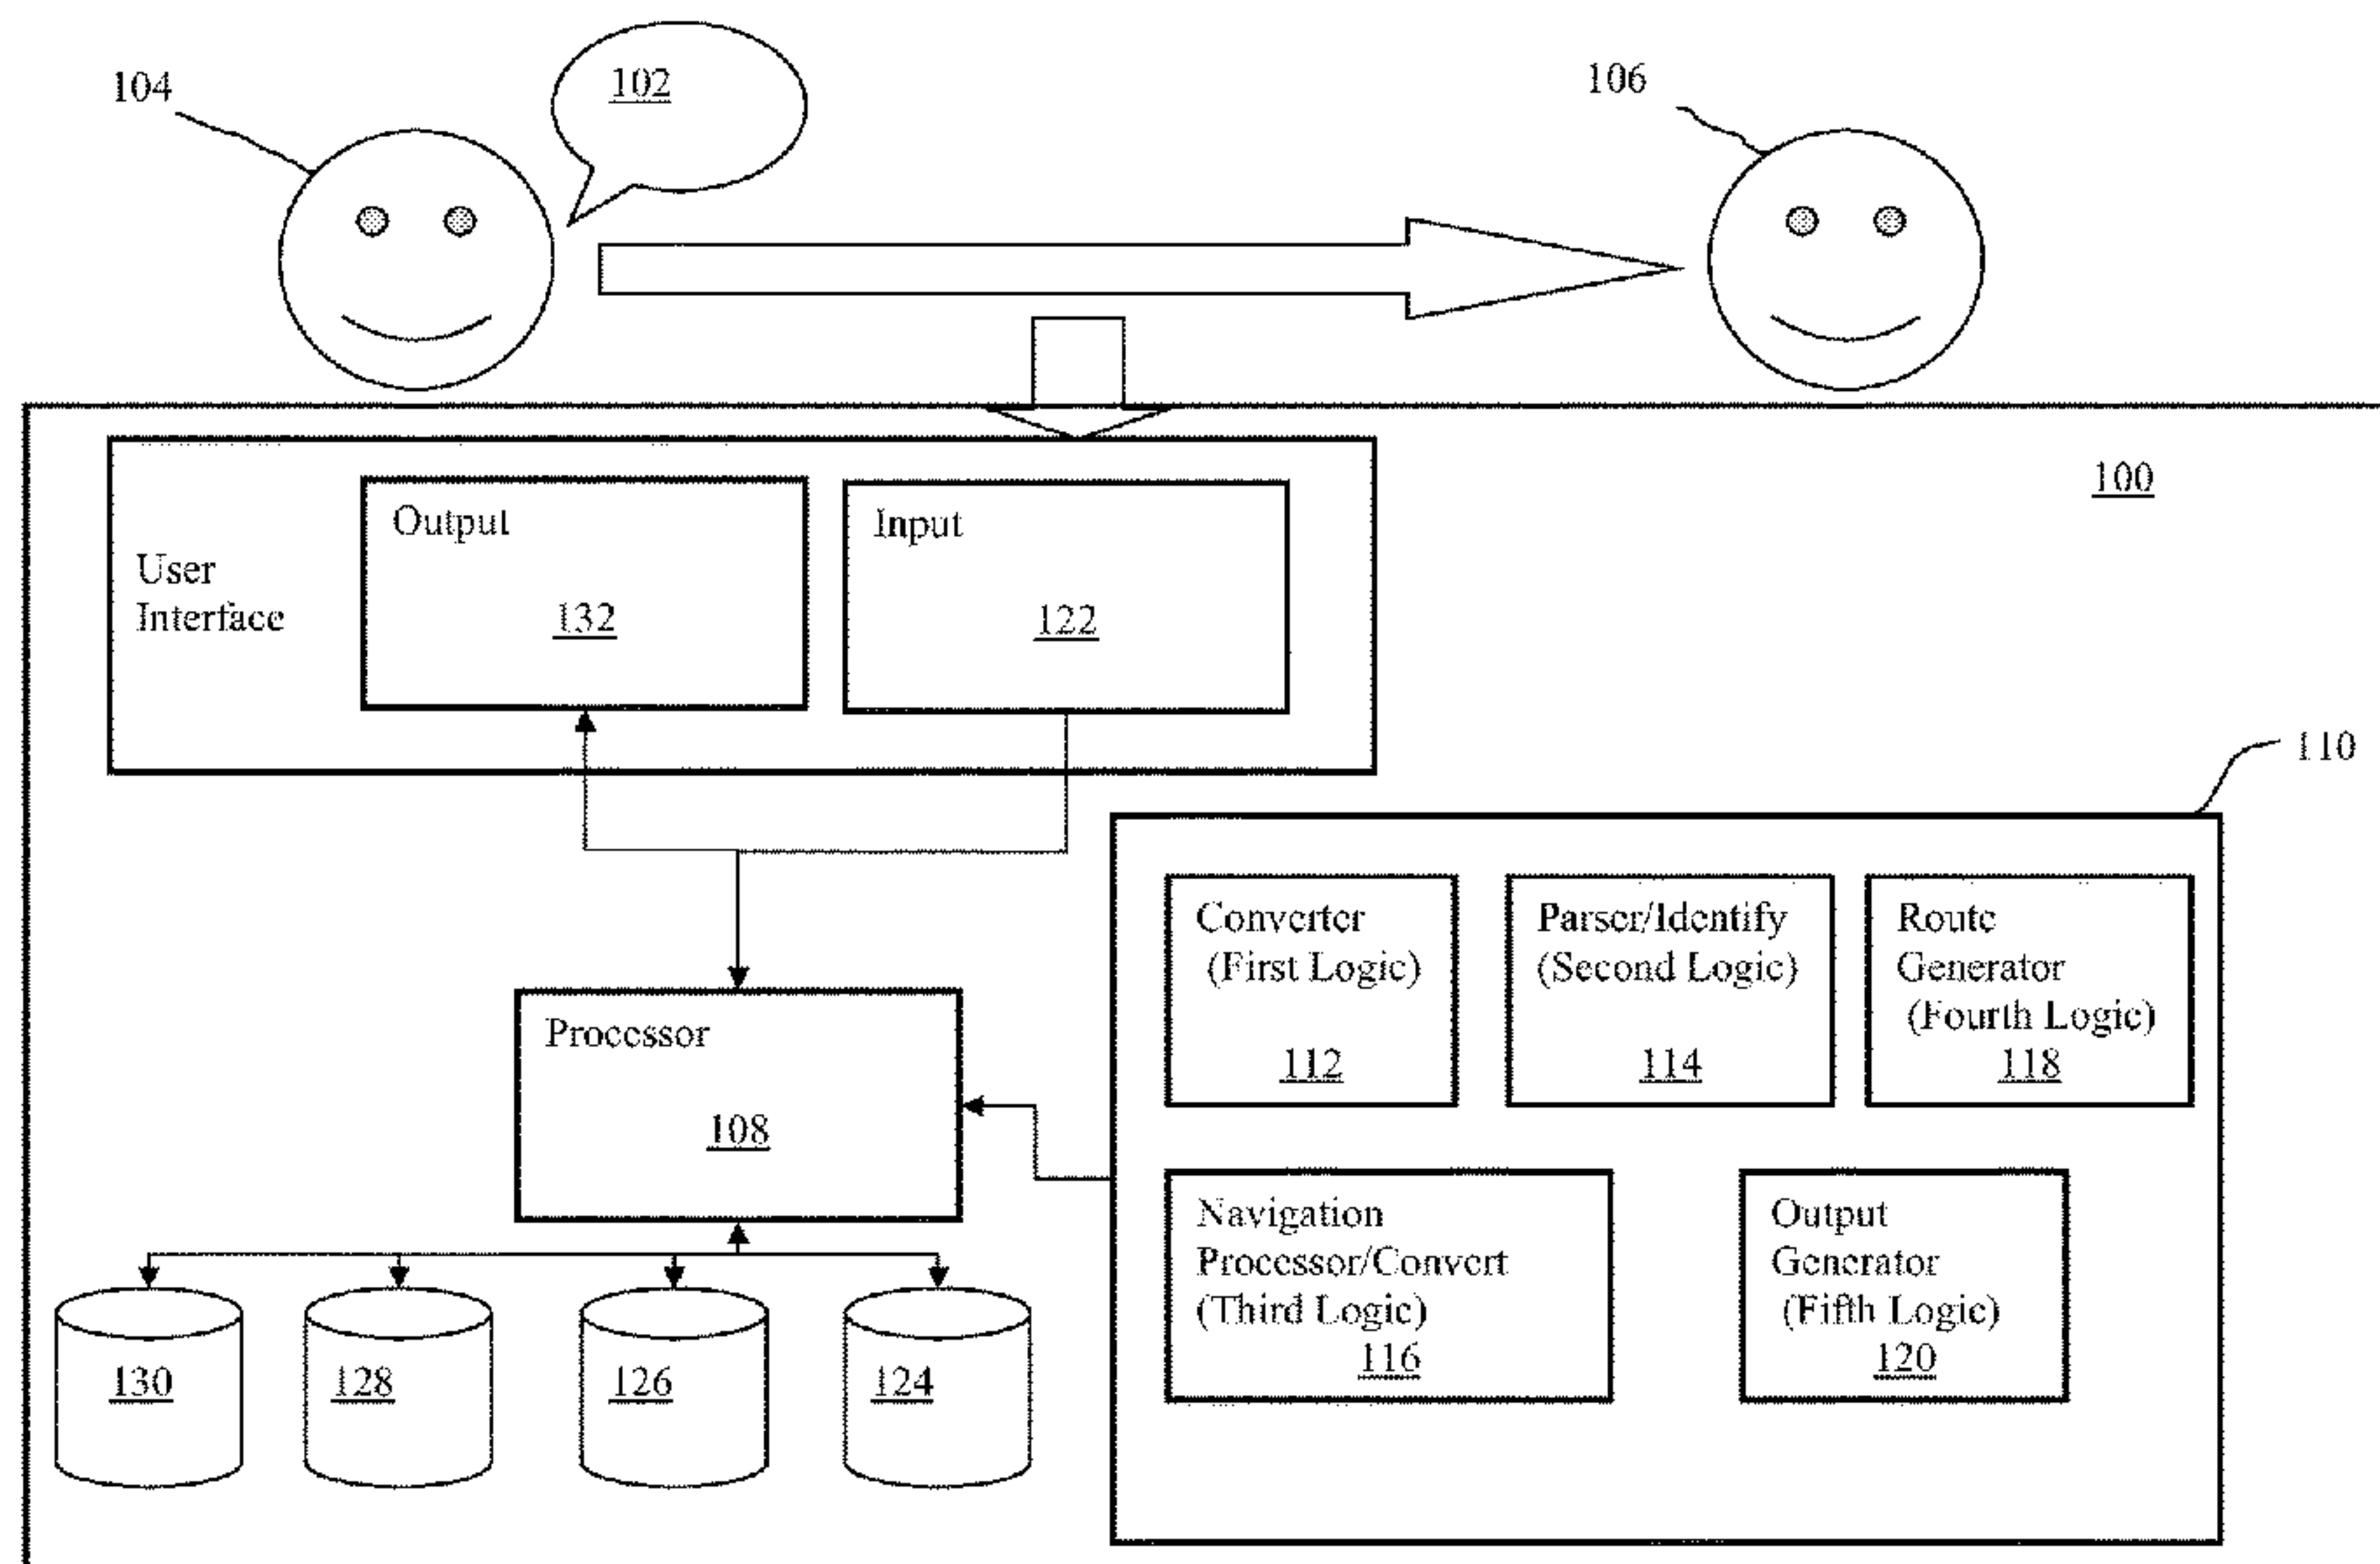 104
102
106
100
User
Interface
Output
132
Input
122
110
Converter
(First Logic)
112
Parser/Identify
(Second Logic)
114
Route
Generator
(Fourth Logic)
118
Processor
108
Navigation
Processor/Convert
(Third Logic)
116
Output
Generator
(Fifth Logic)
120
130
128
126
124